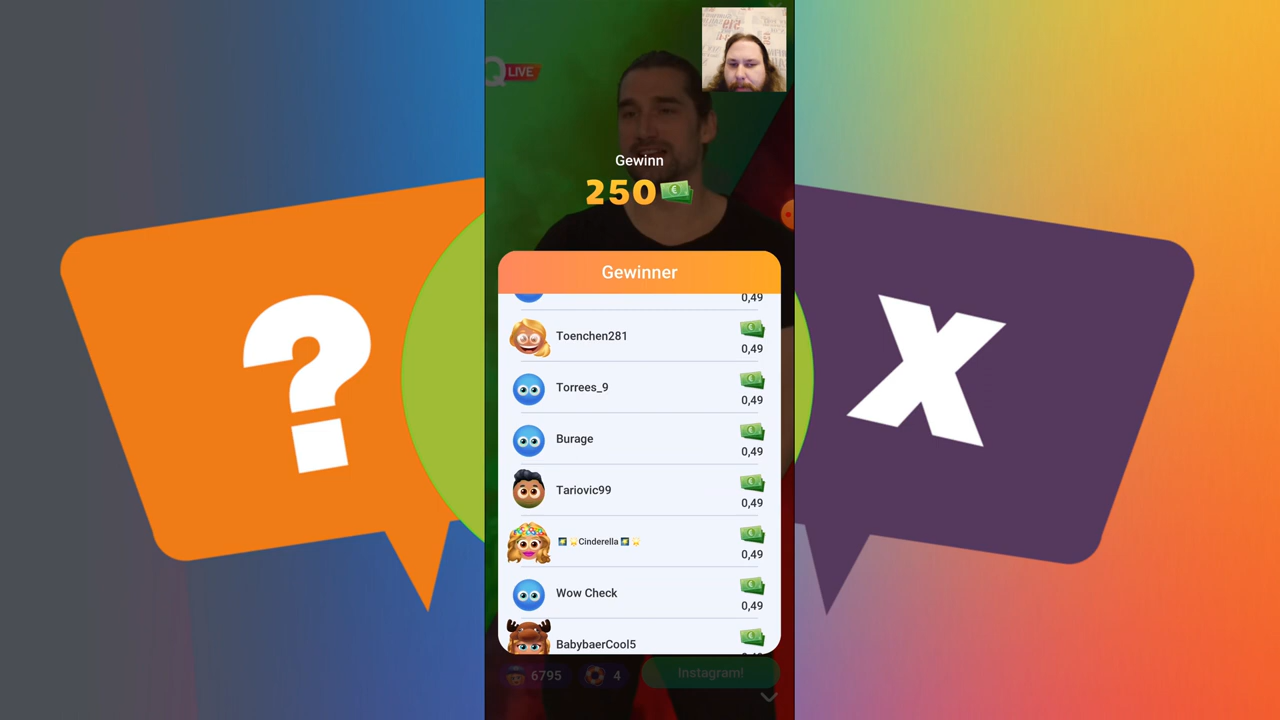 ?
X
Q LIVE
Gewinn
250
Gewinner
0,49
Toenchen281
0,49
Torrees_9
0,49
Burage
0,49
Tariovic99
0,49
Cinderella
0,49
Wow Check
0,49
BabybaerCool5
6795
4
Instagram!